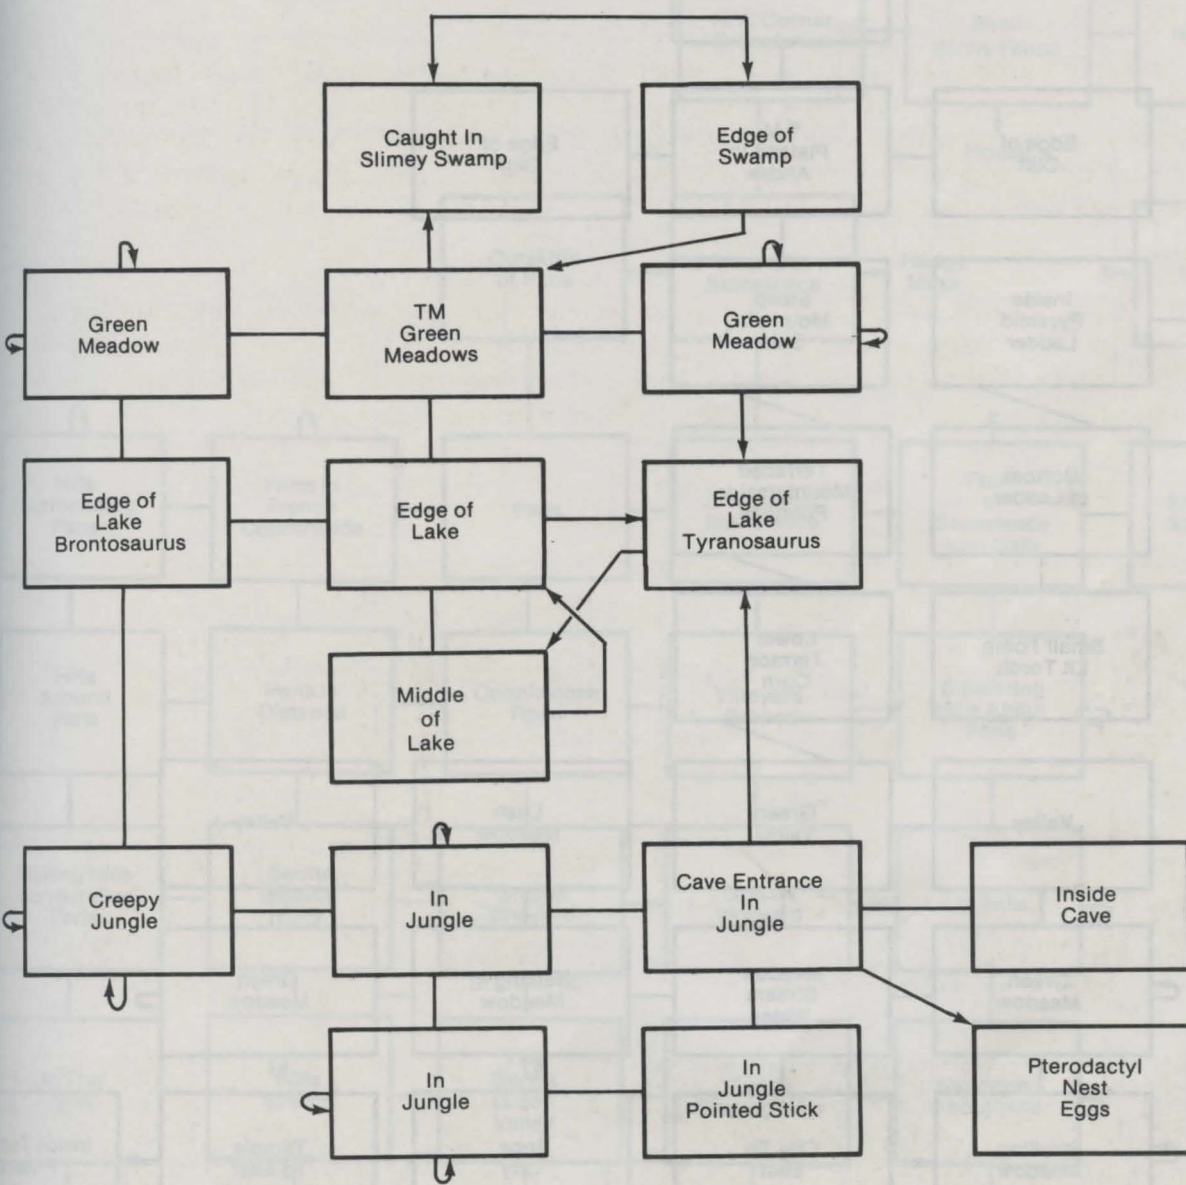 Caught In
Slimey Swamp
Edge of
Swamp
Green
Meadow
TM
Green
Meadows
Green
Meadow
Edge of
Lake
Brontosaurus
Edge of
Lake
Edge of
Lake
Tyranosaurus
Middle
of
Lake
Creepy
Jungle
In
Jungle
Cave Entrance
In
Jungle
Inside
Cave
In
Jungle
In
Jungle
Pointed Stick
Pterodactyl
Nest
Eggs